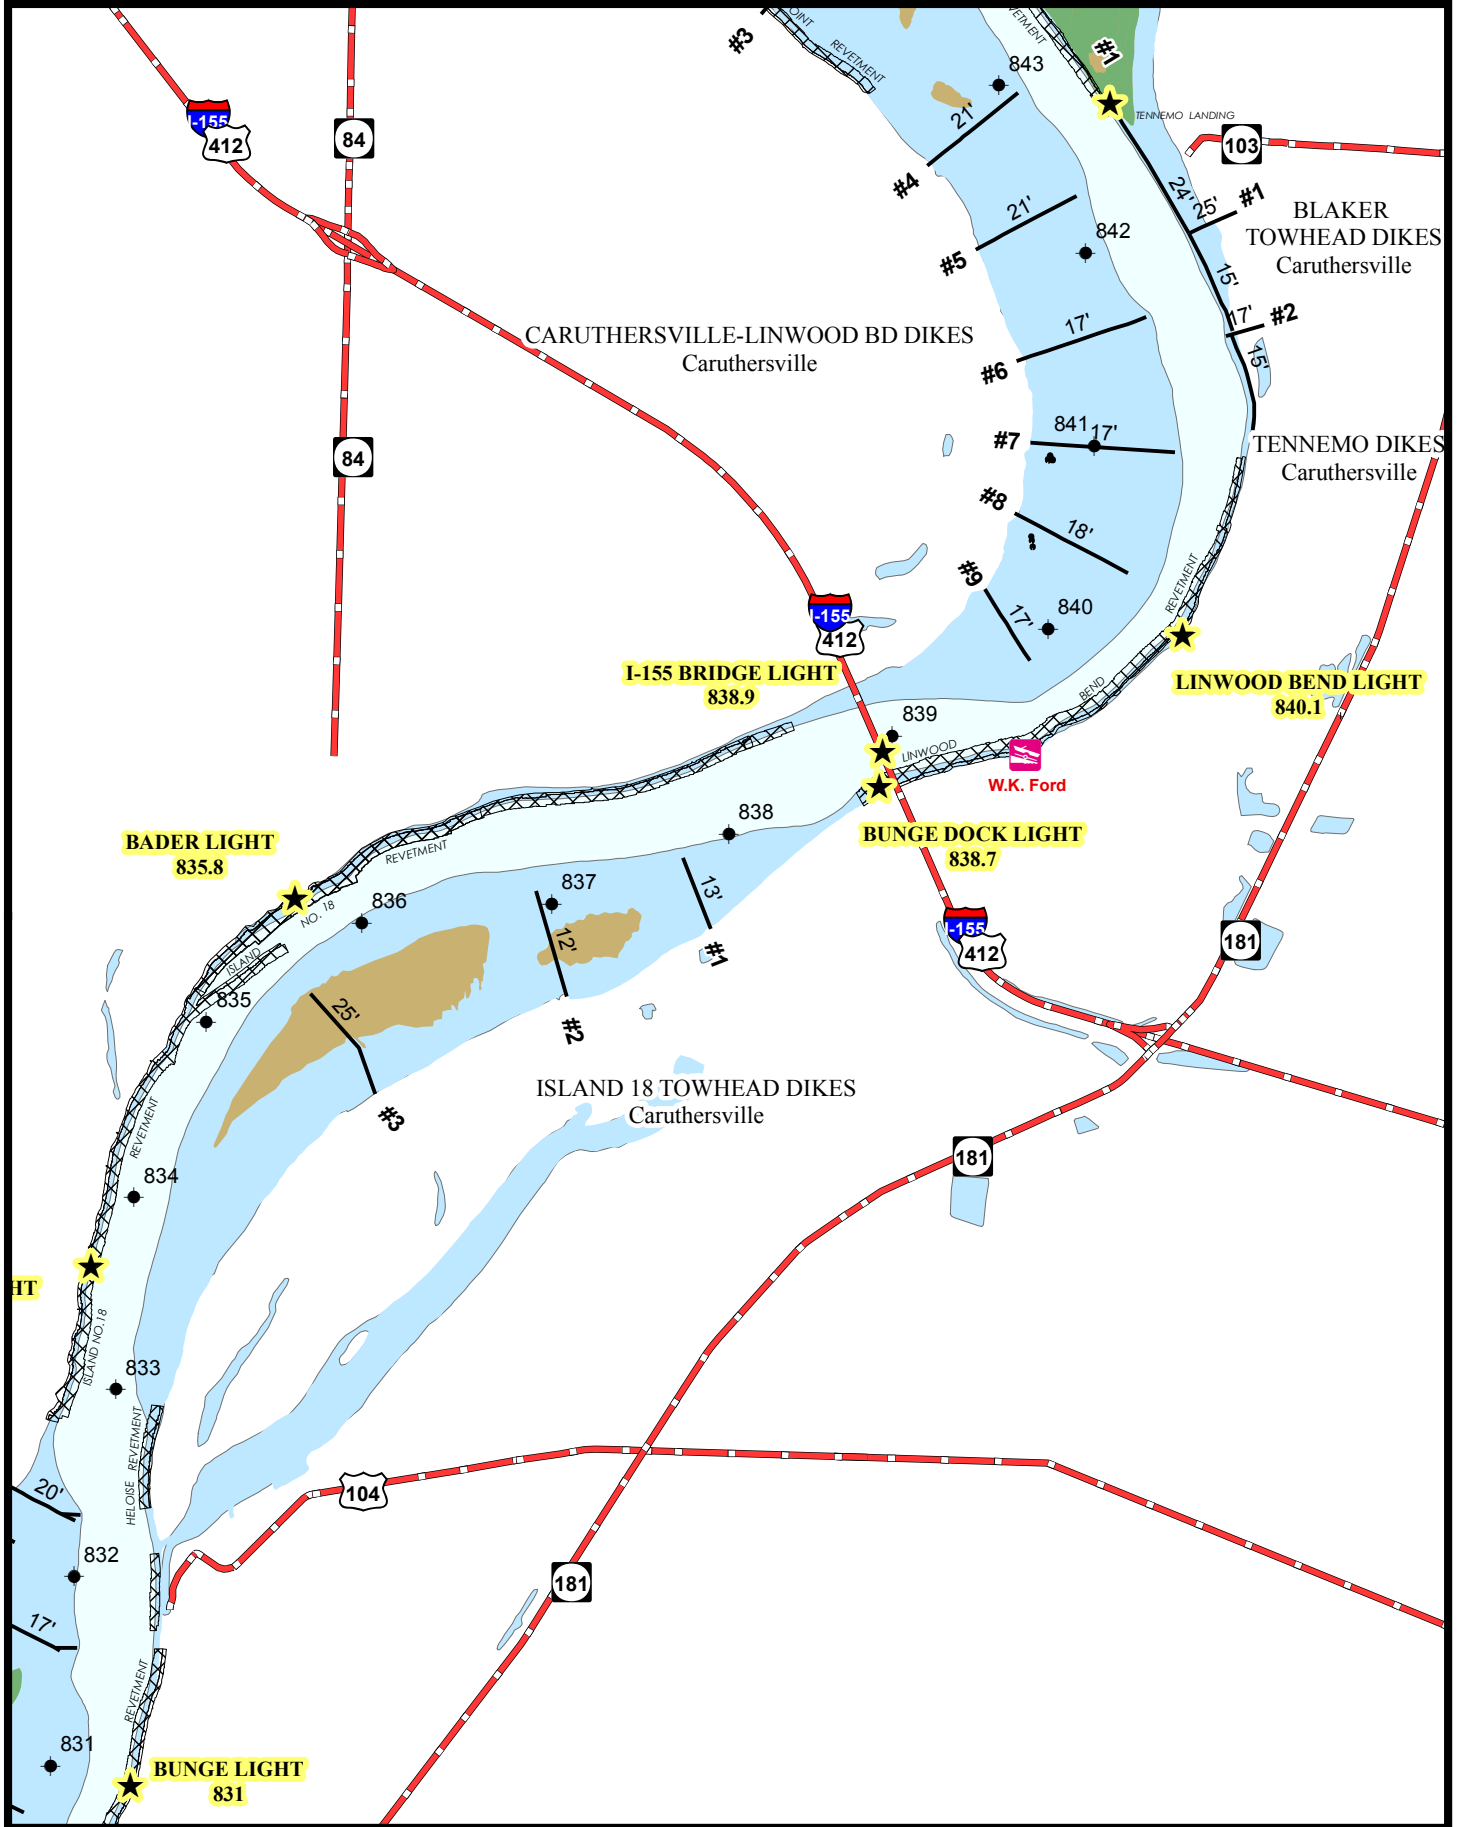 #3
OINT
REVETMENT
843
VETMENT
#1
TENNEMO LANDING
103
I-155
412
84
21'
#4
24'
25'
#1
BLAKER
TOWHEAD DIKES
Caruthersville
21'
#5
842
15'
17'
#2
15'
CARUTHERSVILLE-LINWOOD BD DIKES
Caruthersville
17'
#6
84
#7
841
17'
TENNEMO DIKES
Caruthersville
#8
18'
#9
17'
840
REVETMENT
I-155
412
I-155 BRIDGE LIGHT
838.9
LINWOOD BEND LIGHT
840.1
BEND
839
LINWOOD
W.K. Ford
838
BUNGE DOCK LIGHT
838.7
BADER LIGHT
835.8
REVETMENT
NO. 18
836
837
13'
#1
12'
#2
I-155
412
181
ISLAND
835
25'
#3
ISLAND 18 TOWHEAD DIKES
Caruthersville
REVETMENT
834
181
HT
ISLAND NO.18
833
HELOISE REVETMENT
104
20'
832
181
17'
REVETMENT
831
BUNGE LIGHT
831